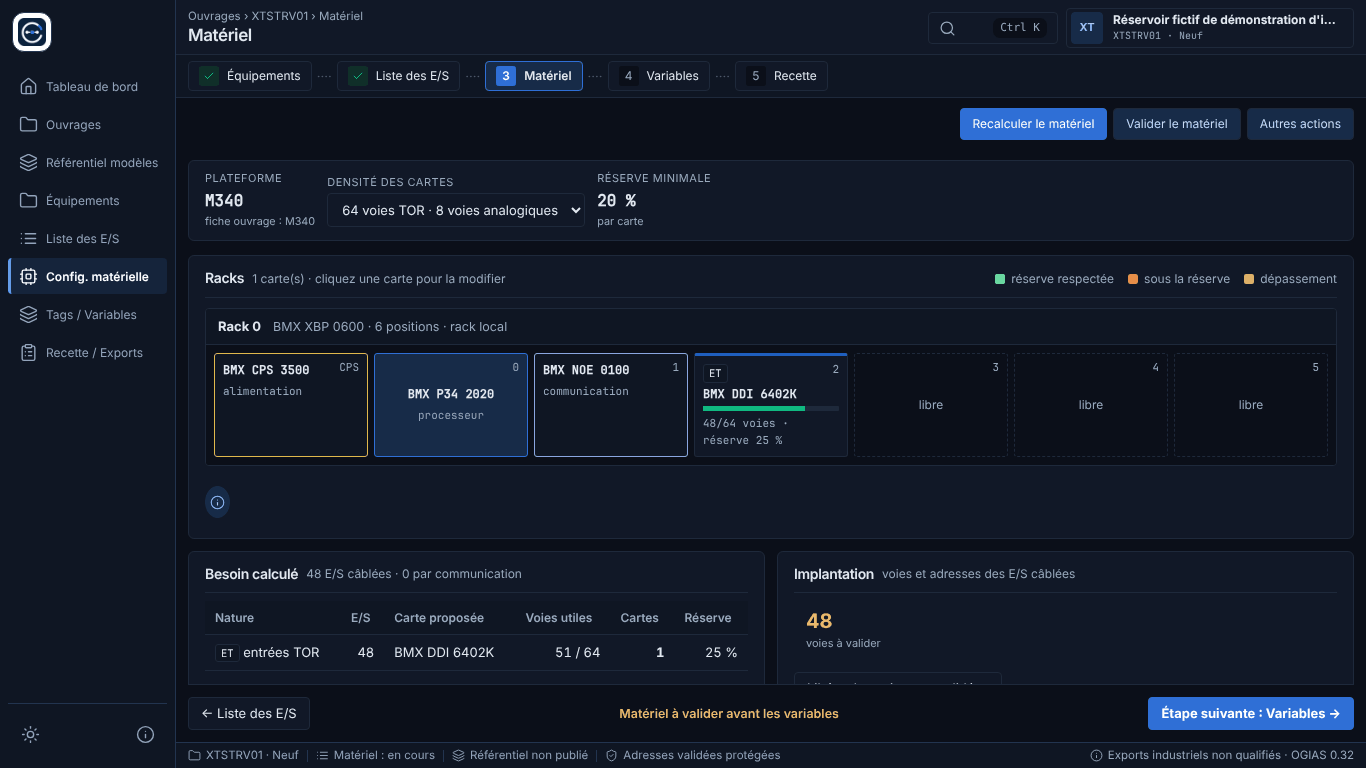 Ouvrages › XTSTRV01 › Matériel
Matériel
Ctrl K
XT
Réservoir fictif de démonstration d'i...
XTSTRV01 · Neuf
Tableau de bord
Ouvrages
Référentiel modèles
Équipements
Liste des E/S
Config. matérielle
Tags / Variables
Recette / Exports
Équipements
Liste des E/S
3 Matériel
4 Variables
5 Recette
Recalculer le matériel
Valider le matériel
Autres actions
PLATEFORME
M340
fiche ouvrage : M340
DENSITÉ DES CARTES
64 voies TOR · 8 voies analogiques
RÉSERVE MINIMALE
20 %
par carte
Racks 1 carte(s) · cliquez une carte pour la modifier
réserve respectée
sous la réserve
dépassement
Rack 0 BMX XBP 0600 · 6 positions · rack local
BMX CPS 3500 CPS
alimentation
0
BMX P34 2020
processeur
BMX NOE 0100 1
communication
ET 2
BMX DDI 6402K
48/64 voies ·
réserve 25 %
3
libre
4
libre
5
libre
Besoin calculé 48 E/S câblées · 0 par communication
Nature E/S Carte proposée Voies utiles Cartes Réserve
ET entrées TOR 48 BMX DDI 6402K 51 / 64 1 25 %
Implantation voies et adresses des E/S câblées
48
voies à valider
← Liste des E/S
Matériel à valider avant les variables
Étape suivante : Variables →
XTSTRV01 · Neuf
Matériel : en cours
Référentiel non publié
Adresses validées protégées
Exports industriels non qualifiés · OGIAS 0.32